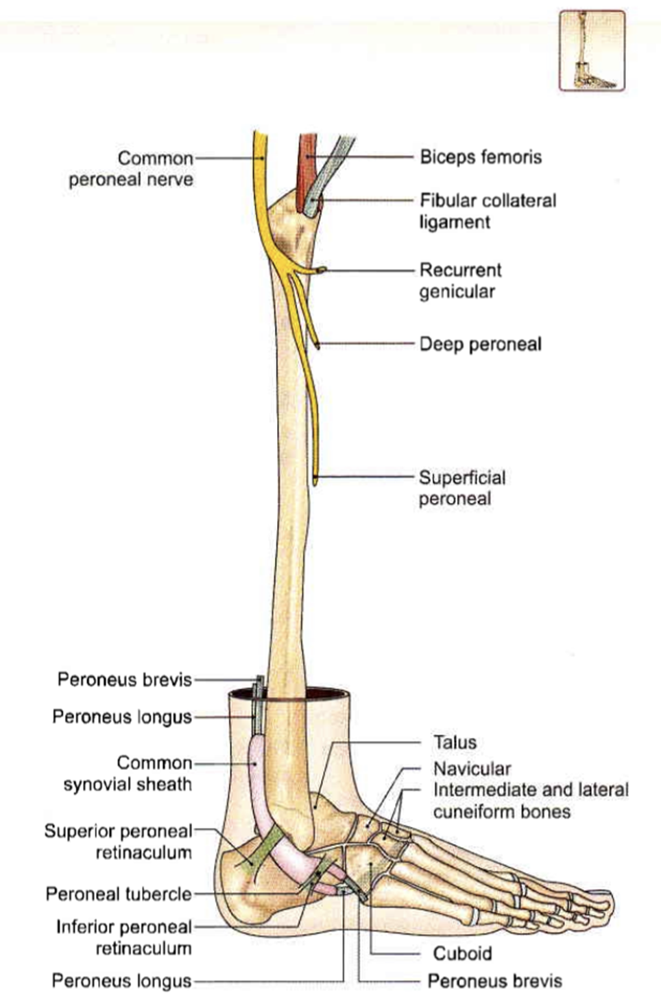 Common
peroneal nerve
Biceps femoris
Fibular collateral
ligament
Recurrent
genicular
Deep peroneal
Superficial
peroneal
Peroneus brevis
Peroneus longus
Common
synovial sheath
Superior peroneal
retinaculum
Peroneal tubercle
Inferior peroneal
retinaculum
Peroneus longus
Talus
Navicular
Intermediate and lateral
cuneiform bones
Cuboid
Peroneus brevis